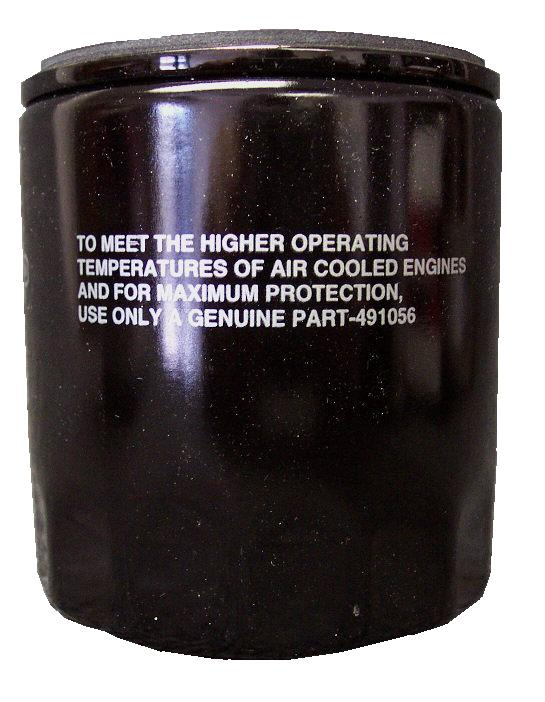 TO MEET THE HIGHER OPERATING
TEMPERATURES OF AIR COOLED ENGINES
AND FOR MAXIMUM PROTECTION,
USE ONLY A GENUINE PART-491056